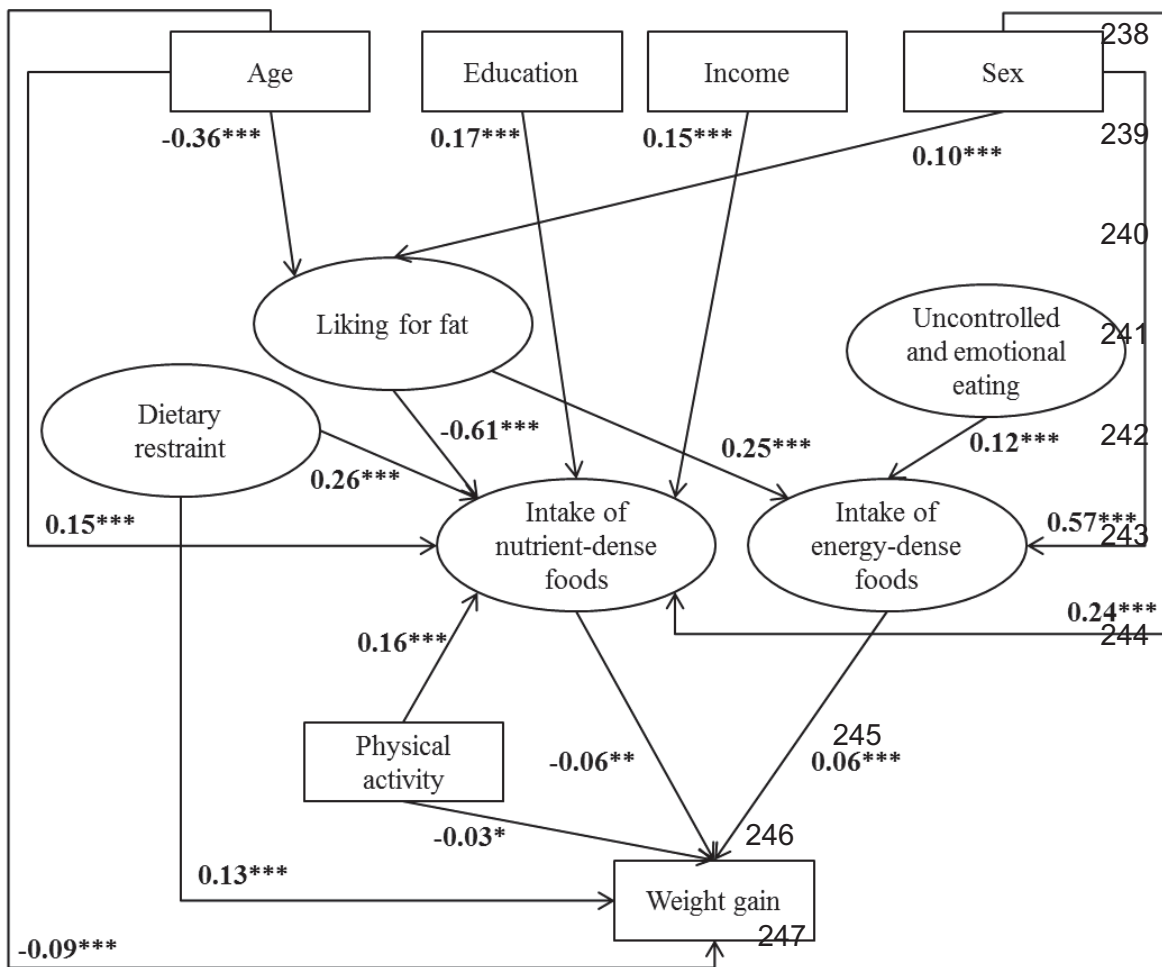 238
Age
Education
Income
Sex
-0.36***
0.17***
0.15***
0.10***
239
240
Liking for fat
Uncontrolled
and emotional
eating
241
Dietary
restraint
-0.61***
0.25***
0.12***
242
0.26***
0.15***
Intake of
nutrient-dense
foods
Intake of
energy-dense
foods
0.57***
243
0.24***
244
0.16***
Physical
activity
-0.06**
245
0.06***
-0.03*
246
0.13***
Weight gain
247
-0.09***